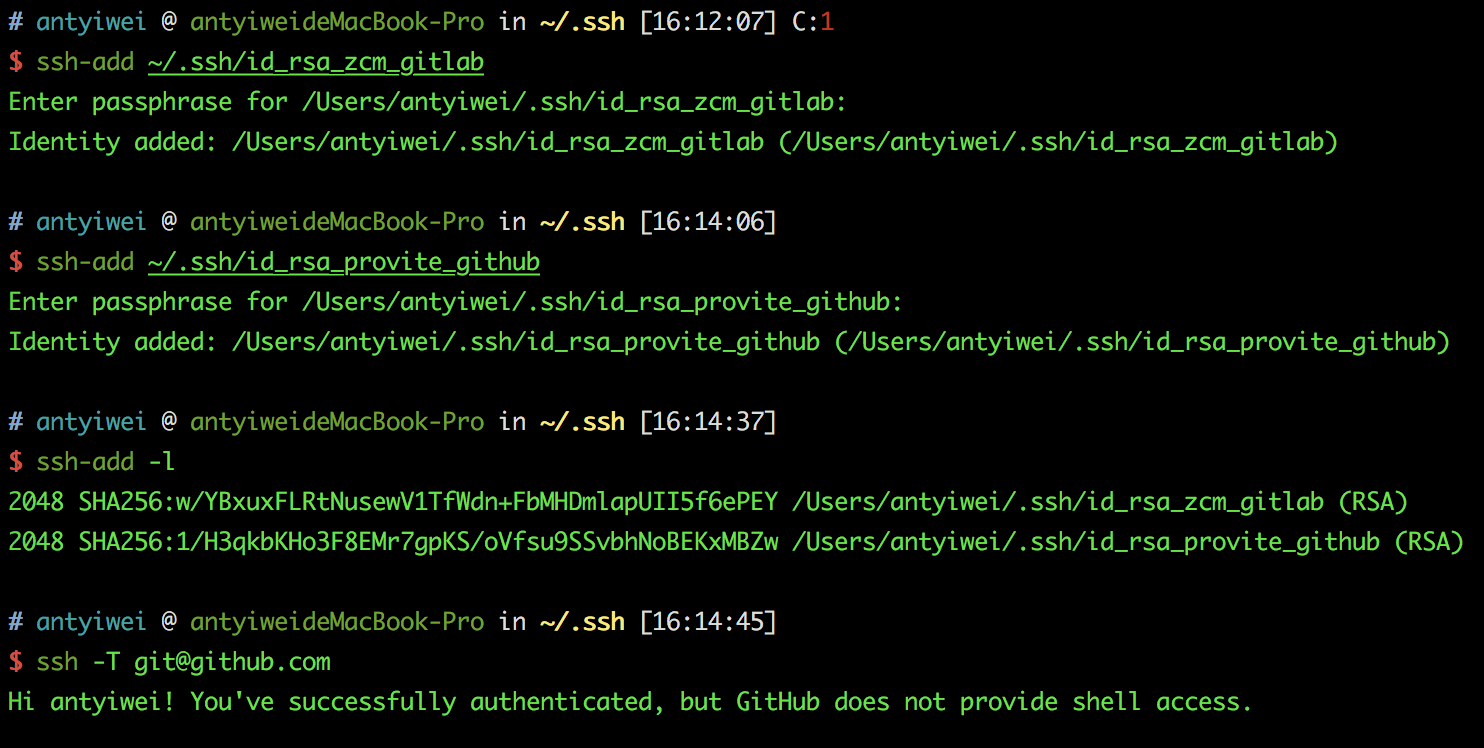 # antyiwei @ antyiweideMacBook-Pro in ~/.ssh [16:12:07] C:1
$ ssh-add ~/.ssh/id_rsa_zcm_gitlab
Enter passphrase for /Users/antyiwei/.ssh/id_rsa_zcm_gitlab:
Identity added: /Users/antyiwei/.ssh/id_rsa_zcm_gitlab (/Users/antyiwei/.ssh/id_rsa_zcm_gitlab)
# antyiwei @ antyiweideMacBook-Pro in ~/.ssh [16:14:06]
$ ssh-add ~/.ssh/id_rsa_provite_github
Enter passphrase for /Users/antyiwei/.ssh/id_rsa_provite_github:
Identity added: /Users/antyiwei/.ssh/id_rsa_provite_github (/Users/antyiwei/.ssh/id_rsa_provite_github)
# antyiwei @ antyiweideMacBook-Pro in ~/.ssh [16:14:37]
$ ssh-add -l
2048 SHA256:w/YBxuxFLRtNusewV1TfWdn+FbMHDmlapUII5f6ePEY /Users/antyiwei/.ssh/id_rsa_zcm_gitlab (RSA)
2048 SHA256:1/H3qkbKHo3F8EMr7gpKS/oVfsu9SSvbhNoBEKxMBZw /Users/antyiwei/.ssh/id_rsa_provite_github (RSA)
# antyiwei @ antyiweideMacBook-Pro in ~/.ssh [16:14:45]
$ ssh -T git@github.com
Hi antyiwei! You've successfully authenticated, but GitHub does not provide shell access.